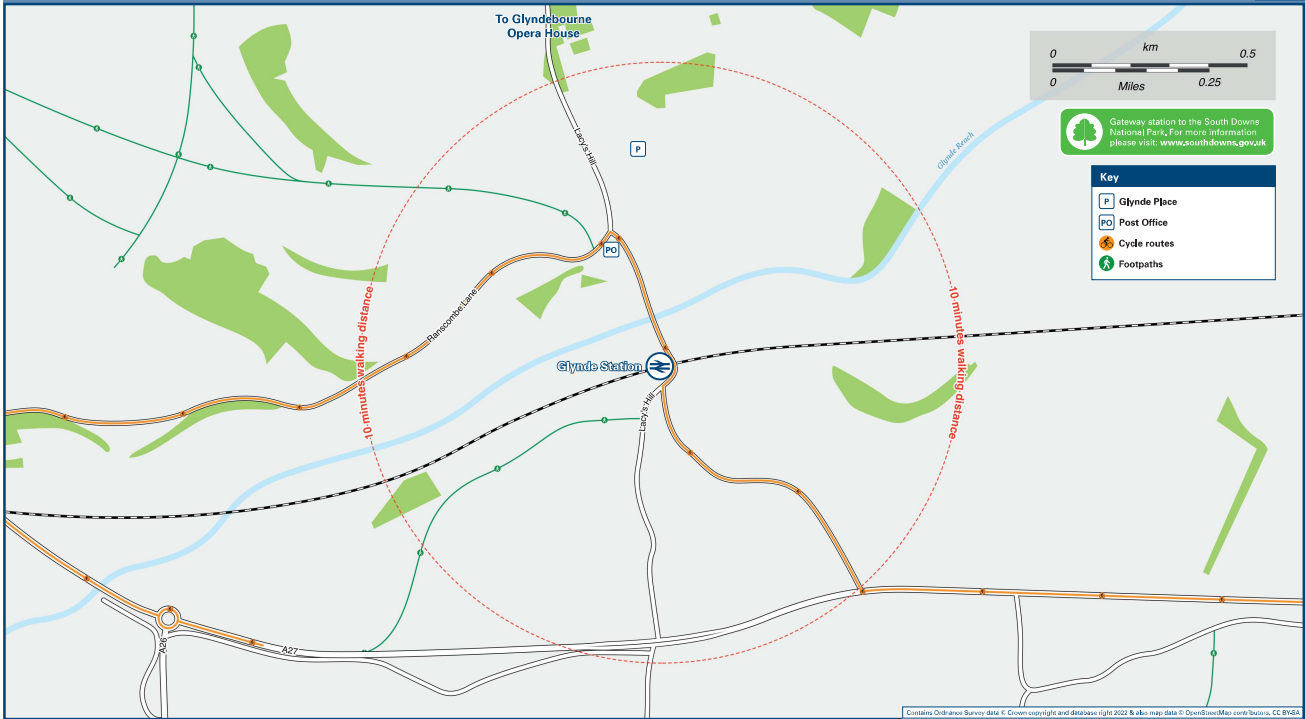 To Glyndebourne
Opera House
0 km 0.5
0 Miles 0.25
Gateway station to the South Downs
National Park. For more information
please visit: www.southdowns.gov.uk
Glynde Reach
Key
P Glynde Place
PO Post Office
Cycle routes
Footpaths
Lacy's Hill
P
PO
Ranscombe Lane
10 minutes walking distance
10 minutes walking distance
Glynde Station
Lacy's Hill
A26
A27
Contains Ordnance Survey data © Crown copyright and database right 2022 & also map data © OpenStreetMap contributors, CC BY-SA